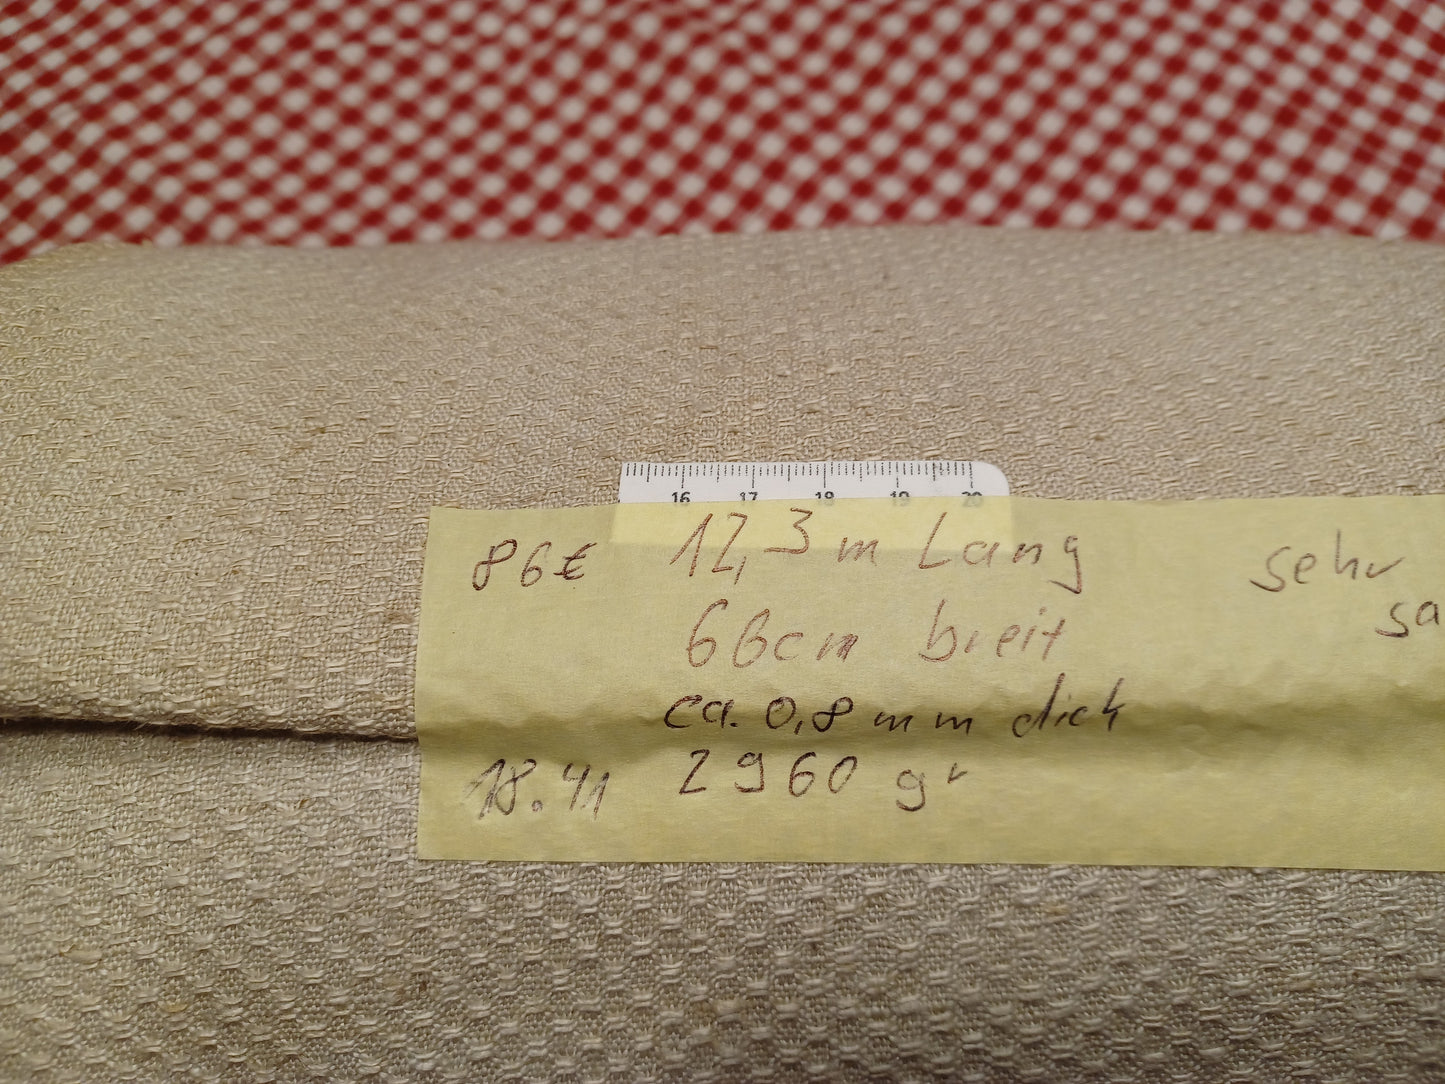 16 17 18 19 20
86€ 12,3 m Lang sehr
66cm breit sa
ca. 0,8 mm dick
18.41 2960 gr